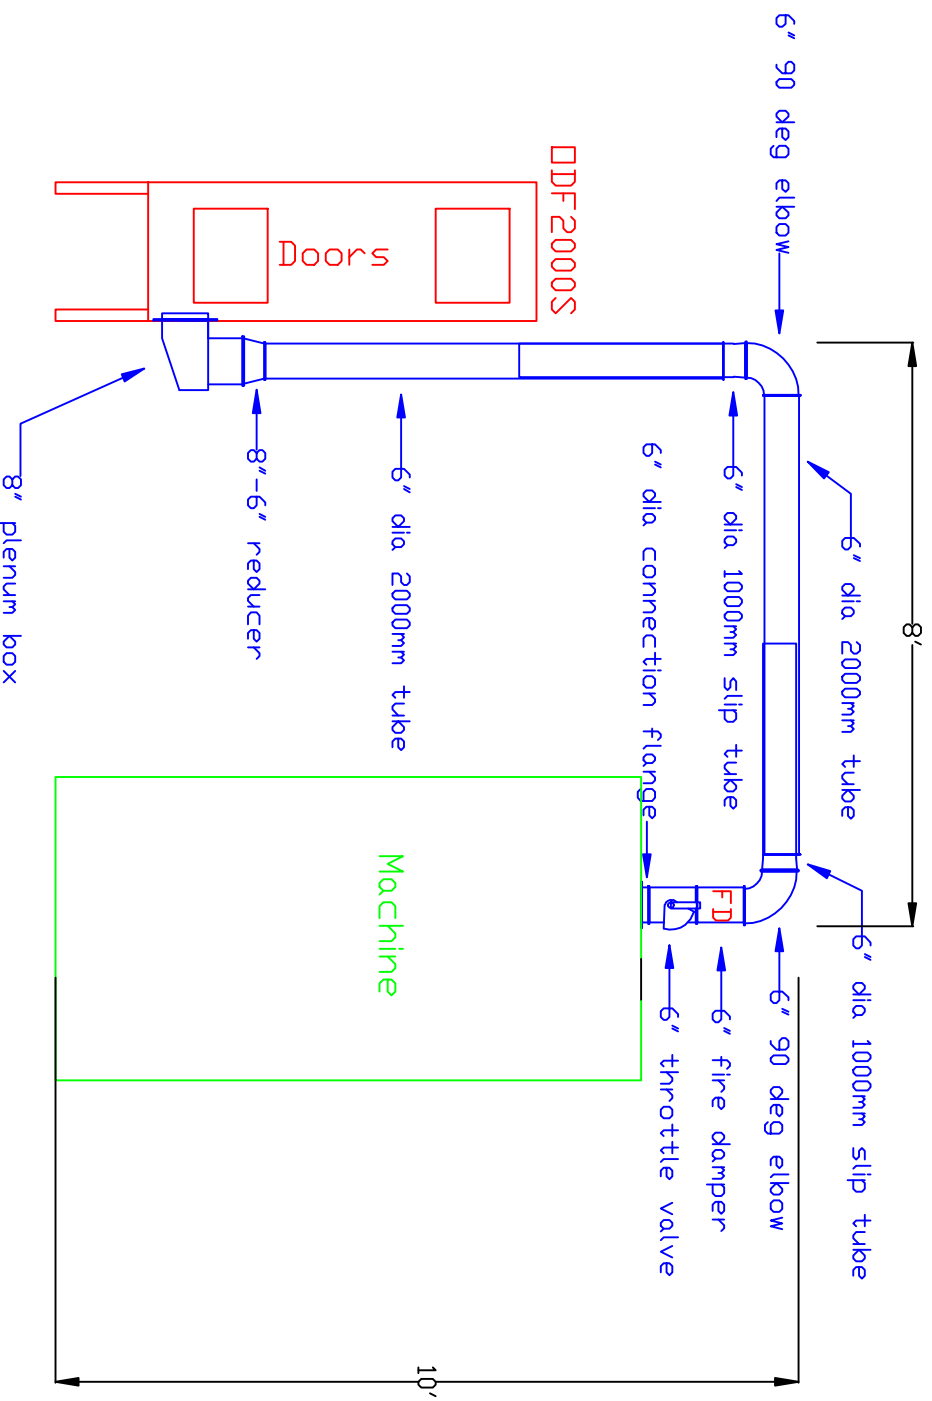 8'
6" dia 2000mm tube
6" dia 1000mm slip tube
6" 90 deg elbow
6" 90 deg elbow
6" dia 1000mm slip tube
FD
6" fire damper
6" dia connection flange
6" throttle valve
ODF2000S
10'
6" dia 2000mm tube
Machine
Doors
8"-6" reducer
8" plenum box